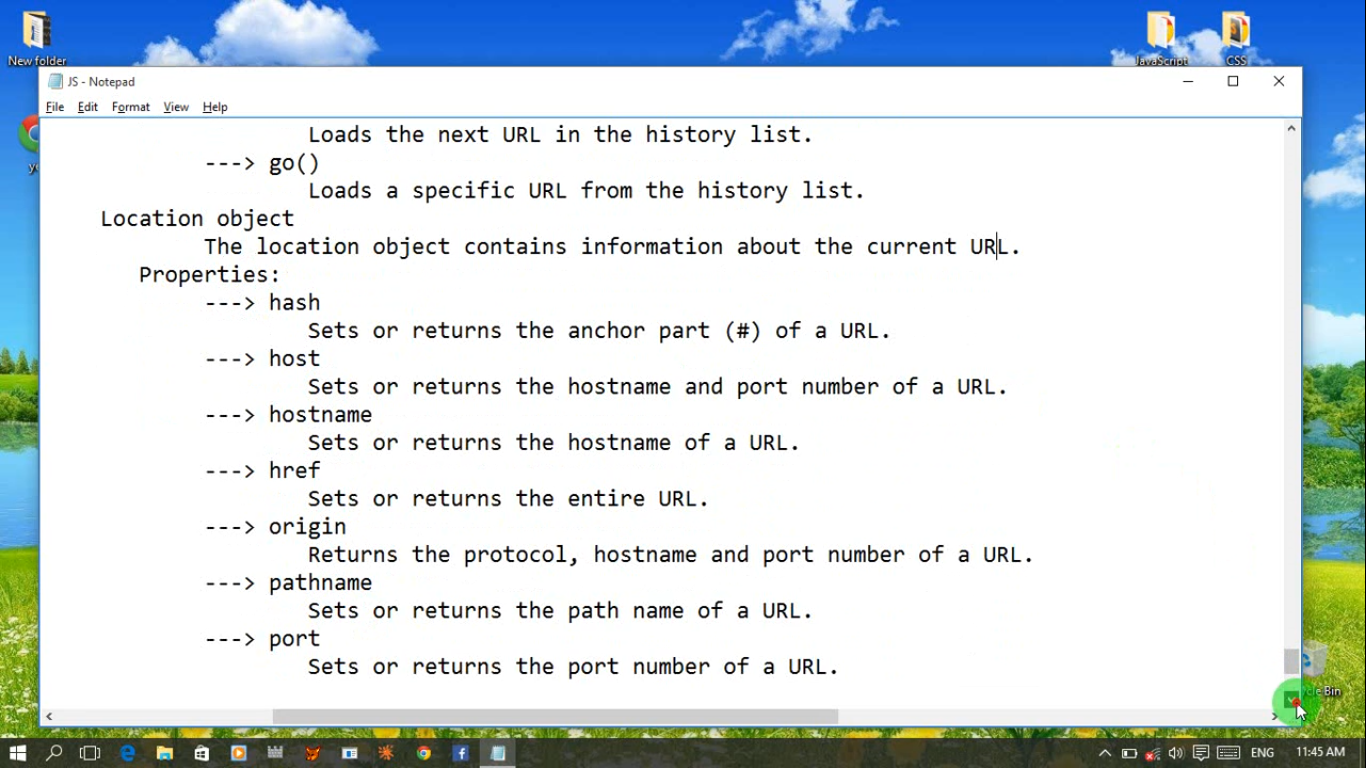 New folder
JavaScript
CSS
JS - Notepad
File Edit Format View Help
Loads the next URL in the history list.
---> go()
Loads a specific URL from the history list.
Location object
The location object contains information about the current URL.
Properties:
---> hash
Sets or returns the anchor part (#) of a URL.
---> host
Sets or returns the hostname and port number of a URL.
---> hostname
Sets or returns the hostname of a URL.
---> href
Sets or returns the entire URL.
---> origin
Returns the protocol, hostname and port number of a URL.
---> pathname
Sets or returns the path name of a URL.
---> port
Sets or returns the port number of a URL.
cle Bin
ENG 11:45 AM